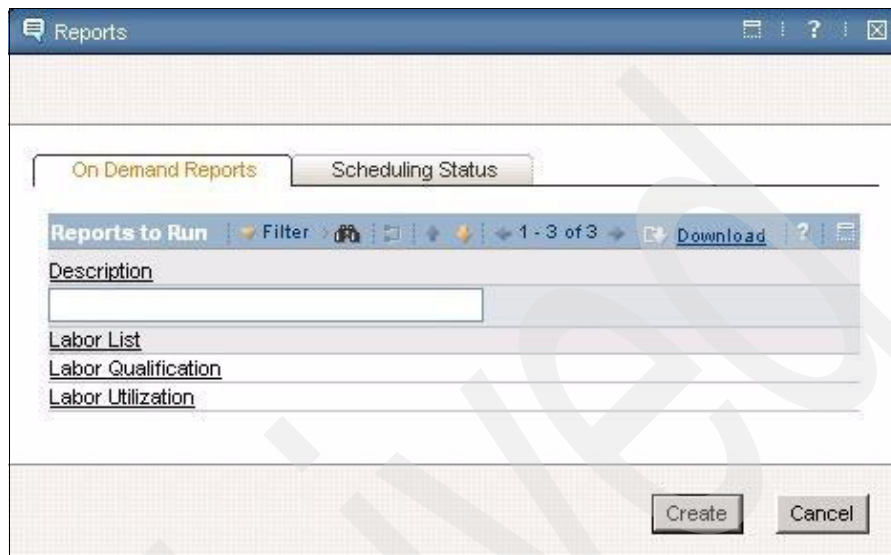 Reports ?
On Demand Reports Scheduling Status
Reports to Run Filter 1 - 3 of 3 Download ?
Description
Labor List
Labor Qualification
Labor Utilization
Create Cancel